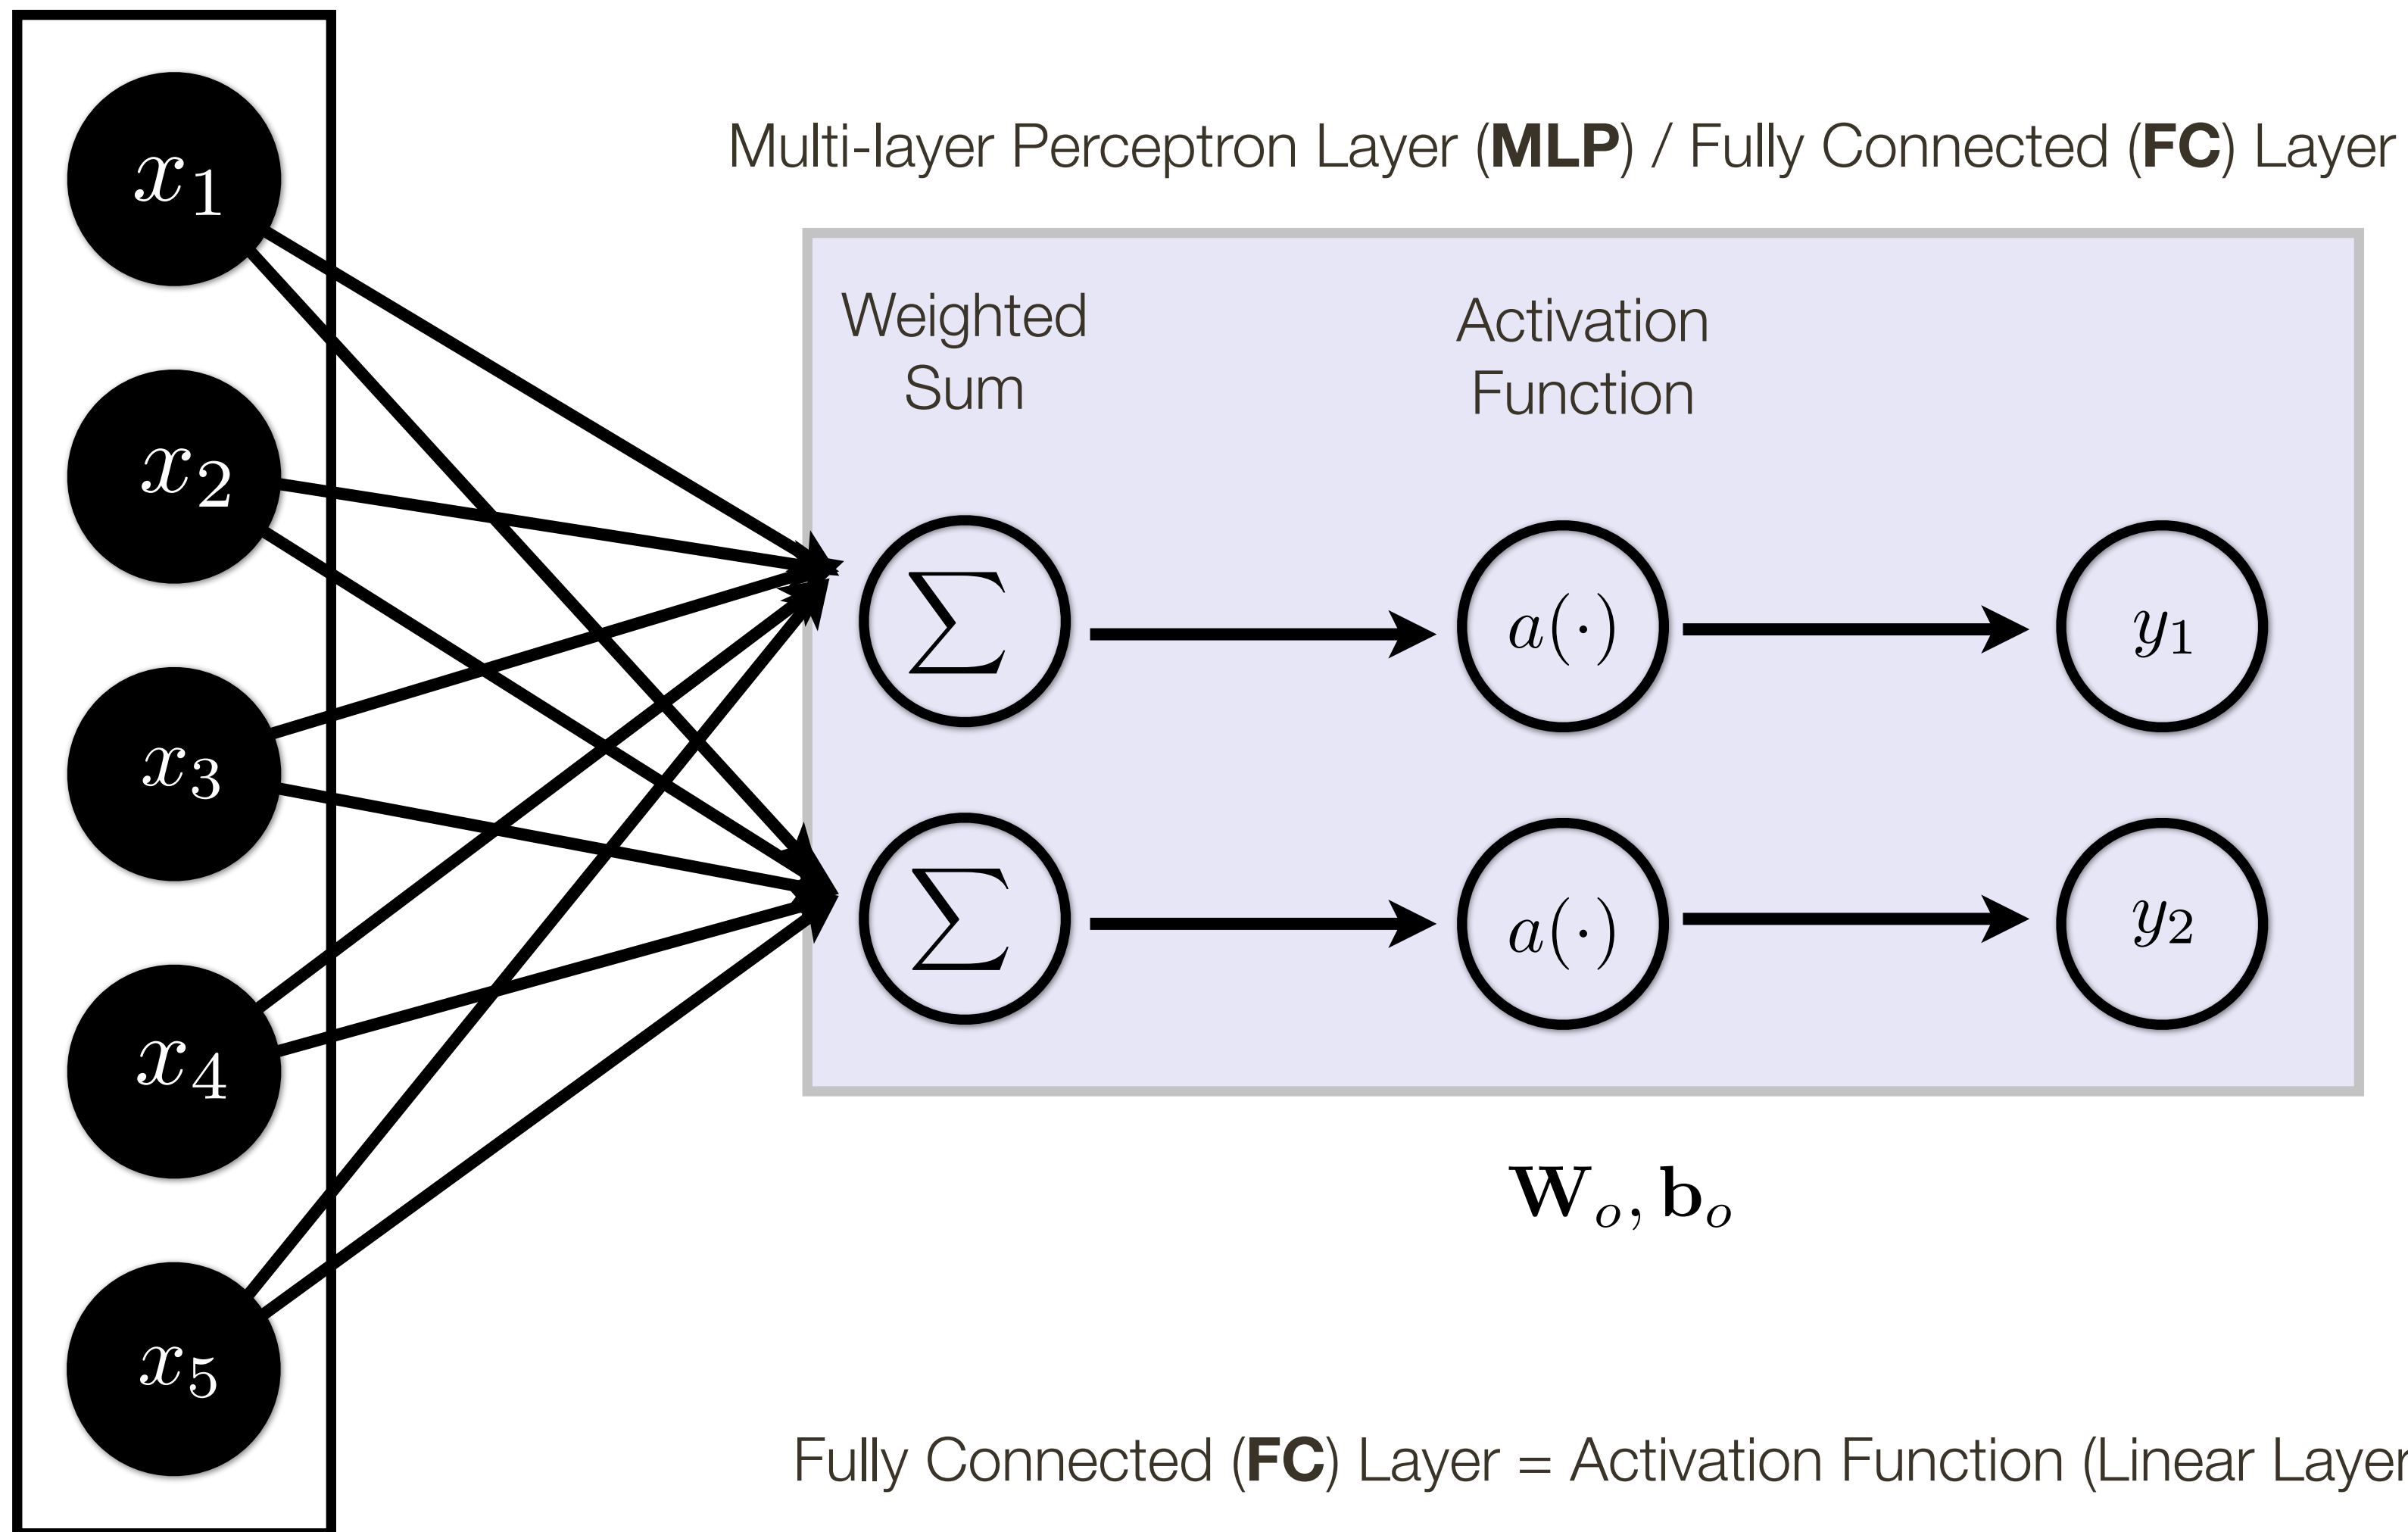 Multi-layer Perceptron Layer (MLP) / Fully Connected (FC) Layer
x₁
x₂
x₃
x₄
x₅
Weighted
Sum
Activation
Function
∑
a(·)
y₁
∑
a(·)
y₂
𝐖ₒ, 𝐛ₒ
Fully Connected (FC) Layer = Activation Function (Linear Layer